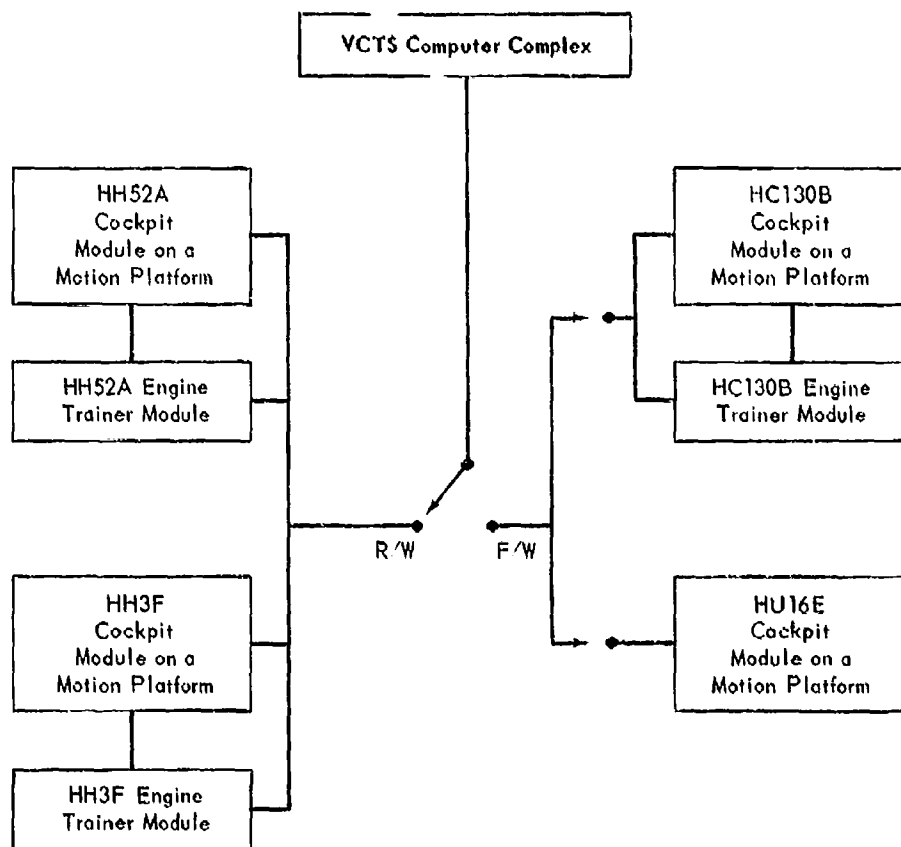 VCTS Computer Complex
HH52A
Cockpit
Module on a
Motion Platform
HH52A Engine
Trainer Module
HH3F
Cockpit
Module on a
Motion Platform
HH3F Engine
Trainer Module
R/W
F/W
HC130B
Cockpit
Module on a
Motion Platform
HC130B Engine
Trainer Module
HU16E
Cockpit
Module on a
Motion Platform